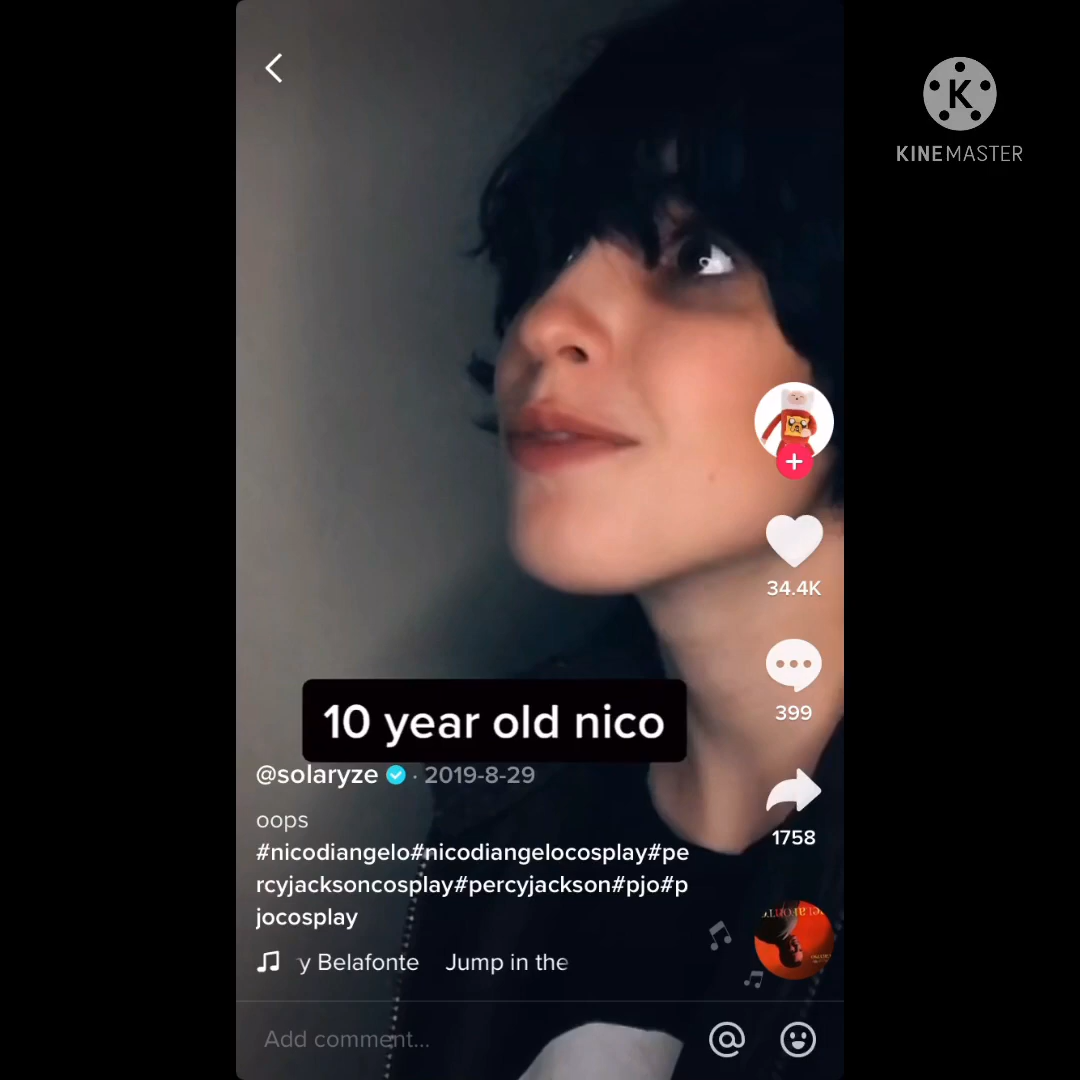 K
KINEMASTER
34.4K
399
10 year old nico
@solaryze · 2019-8-29
1758
oops
#nicodiangelo#nicodiangelocosplay#pe
rcyjacksoncosplay#percyjackson#pjo#p
jocosplay
y Belafonte Jump in the
Add comment...
@